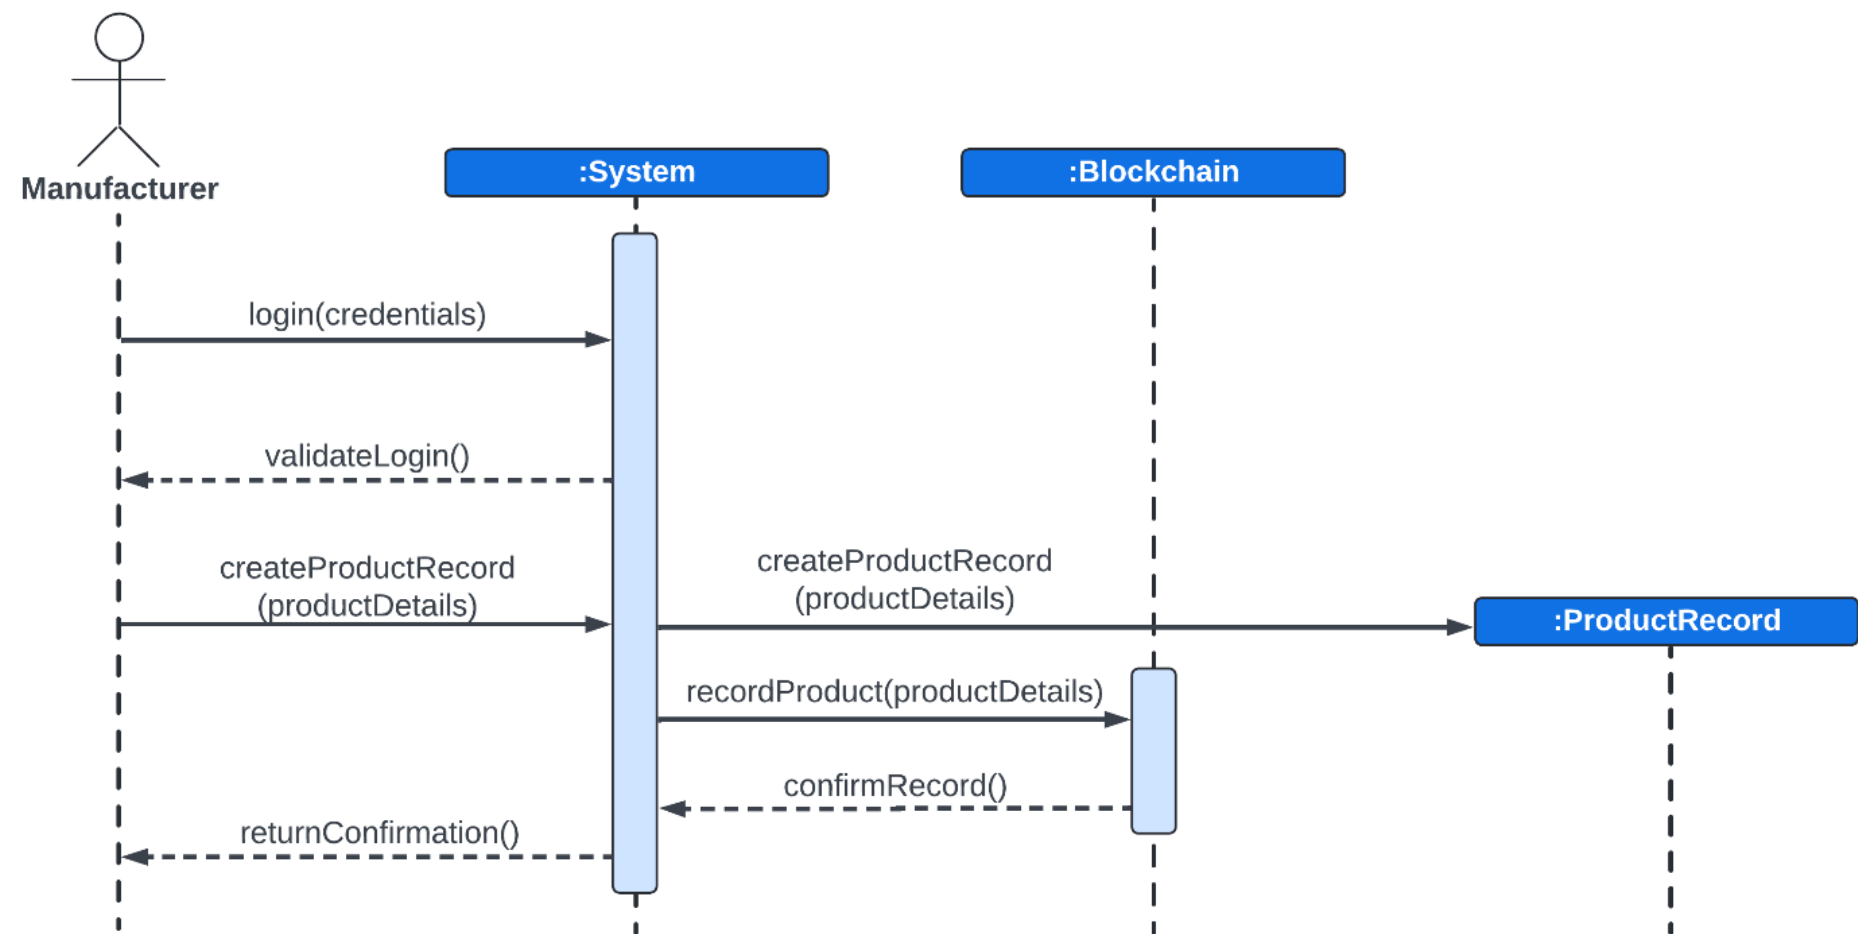 Manufacturer
:System
:Blockchain
login(credentials)
validateLogin()
createProductRecord
(productDetails)
createProductRecord
(productDetails)
:ProductRecord
recordProduct(productDetails)
confirmRecord()
returnConfirmation()